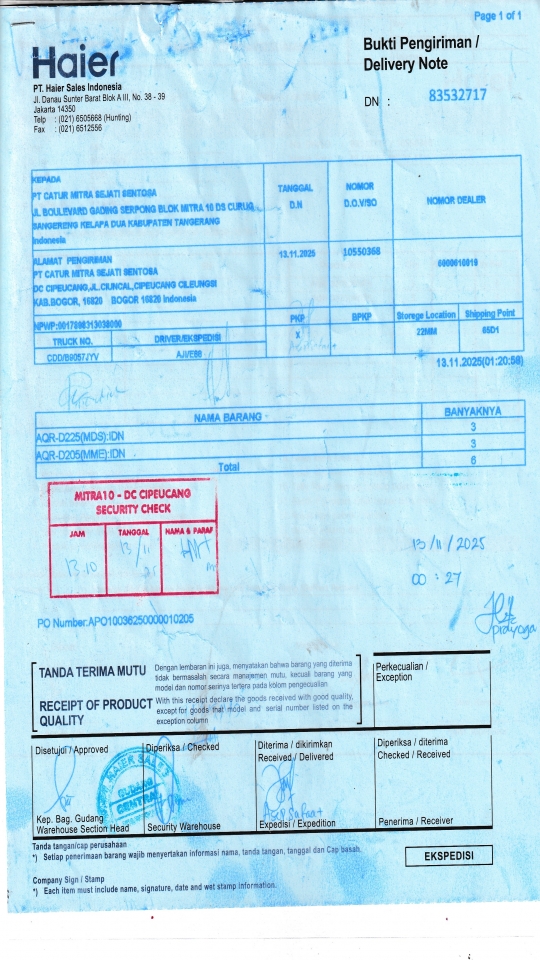 Page 1 of 1
Haier
Bukti Pengiriman /
Delivery Note
PT. Haier Sales Indonesia
Jl. Danau Sunter Barat Blok A III, No. 38 - 39
Jakarta 14350
Telp : (021) 6505668 (Hunting)
Fax : (021) 6512556
DN : 83532717
KEPADA
PT CATUR MITRA SEJATI SENTOSA
JL BOULEVARD GADING SERPONG BLOK MITRA 10 DS CURUG
SANGERENG KELAPA DUA KABUPATEN TANGERANG
Indonesia
TANGGAL
D.N
NOMOR
D.O./SO
NOMOR DEALER
ALAMAT PENGIRIMAN
PT CATUR MITRA SEJATI SENTOSA
DC CIPEUCANG,JL.CIUNCAL,CIPEUCANG CILEUNGSI
KAB.BOGOR, 16820 BOGOR 16820 Indonesia
13.11.2025
10550368
NPWP:
PKP
BPKP
Storege Location
Shipping Point
X
22MM
65D1
TRUCK NO.
DRIVER/EKSPEDISI
CDD/B9057JYV
13.11.2025(01:20:58)
NAMA BARANG
BANYAKNYA
AQR-D225(MDS):IDN
3
AQR-D205(MME):IDN
3
Total
6
MITRA10 - DC CIPEUCANG
SECURITY CHECK
JAM
TANGGAL
NAMA & PARAF
13.10
13/11
25
13/11/2025
00 : 27
PO Number:APO10036250000010205
TANDA TERIMA MUTU
Dengan lembaran ini juga, menyatakan bahwa barang yang diterima
tidak bermasalah secara manajemen mutu, kecuali barang yang
model dan nomor serinya tertera pada kolom pengecualian
RECEIPT OF PRODUCT
QUALITY
With this receipt declare the goods received with good quality,
except for goods that model and serial number listed on the
exception column
Perkecualian /
Exception
Disetujui / Approved
Diperiksa / Checked
Diterima / dikirimkan
Received / Delivered
Diperiksa / diterima
Checked / Received
HAIER SALES
GUDANG
CENTRAL
Kep. Bag. Gudang
Warehouse Section Head
Security Warehouse
Expedisi / Expedition
Penerima / Receiver
Tanda tangan/cap perusahaan
*) Setiap penerimaan barang wajib menyertakan informasi nama, tanda tangan, tanggal dan Cap basah.
EKSPEDISI
Company Sign / Stamp
*) Each item must include name, signature, date and wet stamp information.